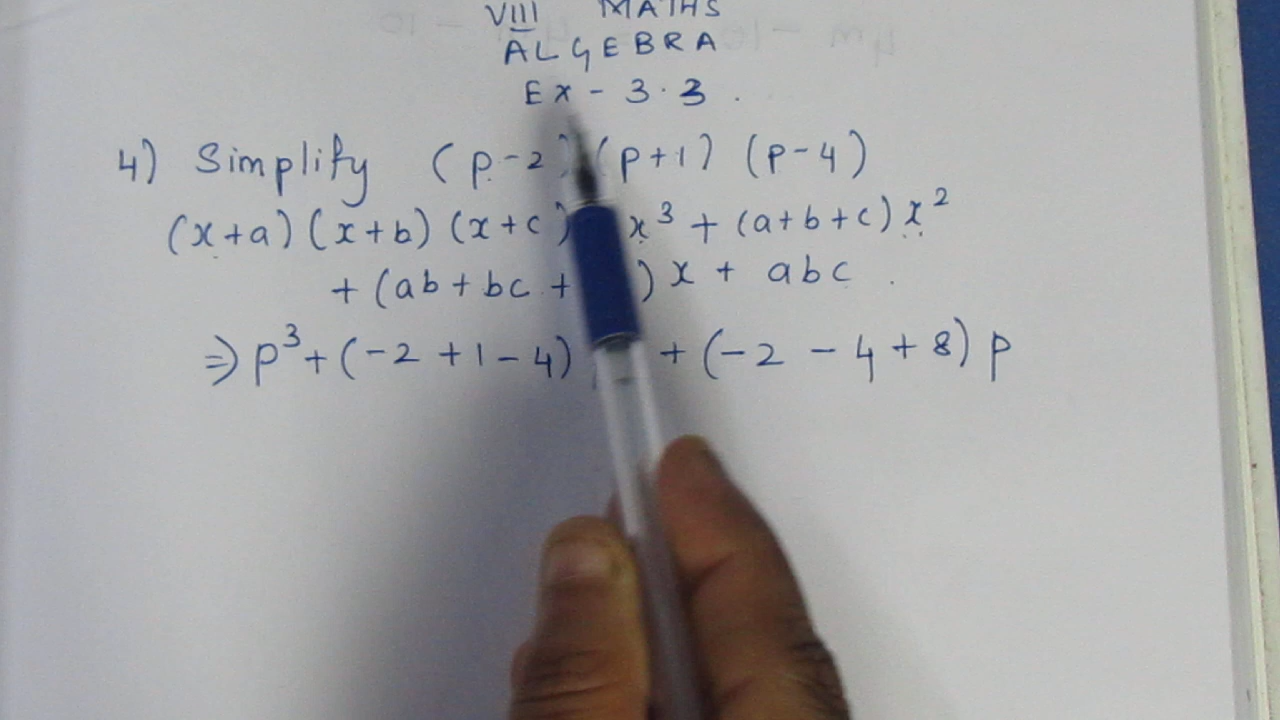 VIII MATHS
ALGEBRA
Ex - 3.3.
4) Simplify (p-2) (p+1) (p-4)
(x+a) (x+b) (x+c) x³ + (a+b+c) x²
+ (ab + bc + ) x + abc.
⇒ p³ + (-2 +1 -4) + (-2 - 4 + 8) p